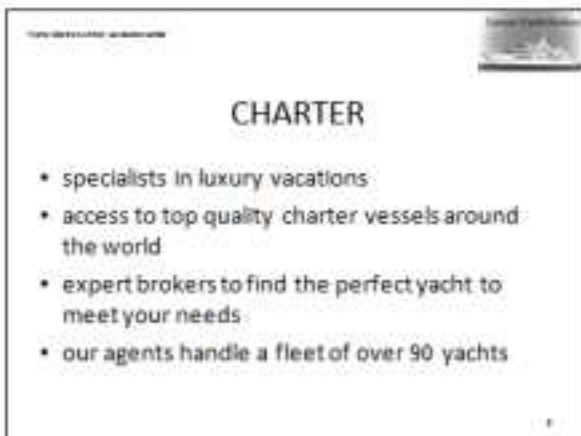 CHARTER
• specialists in luxury vacations
• access to top quality charter vessels around
the world
• expert brokers to find the perfect yacht to
meet your needs
• our agents handle a fleet of over 90 yachts